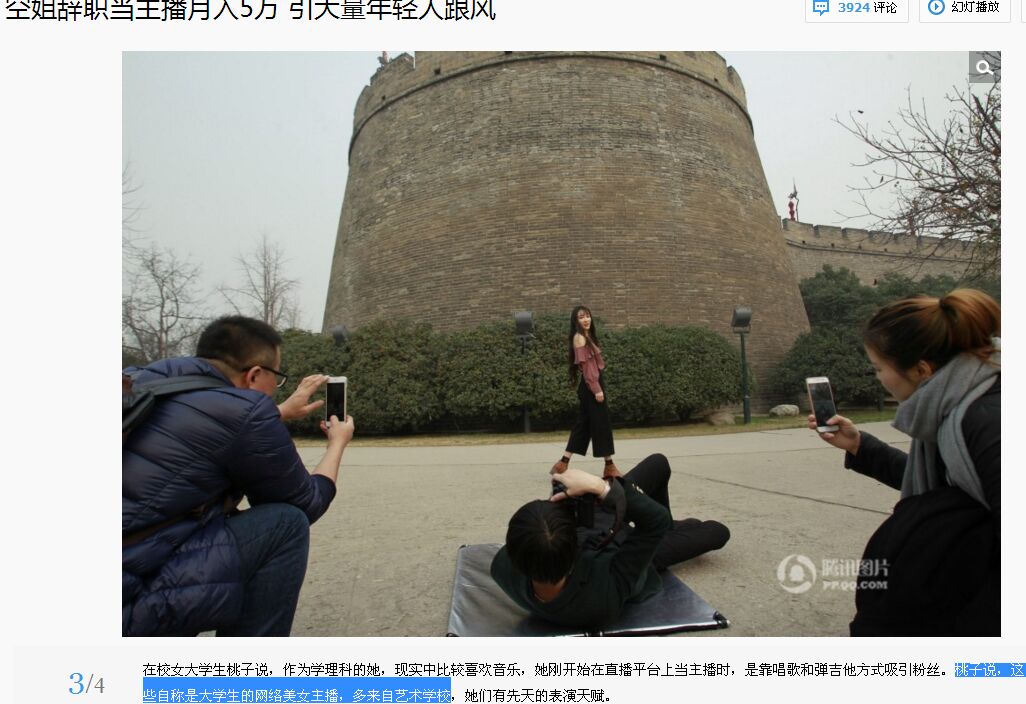 空姐辞职当主播月入5万 引大量年轻人跟风
3924 评论
幻灯播放
腾讯图片
PP.QQ.COM
3/4
在校女大学生桃子说，作为学理科的她，现实中比较喜欢音乐，她刚开始在直播平台上当主播时，是靠唱歌和弹吉他方式吸引粉丝。桃子说，这
些自称是大学生的网络美女主播，多来自艺术学校，她们有先天的表演天赋。